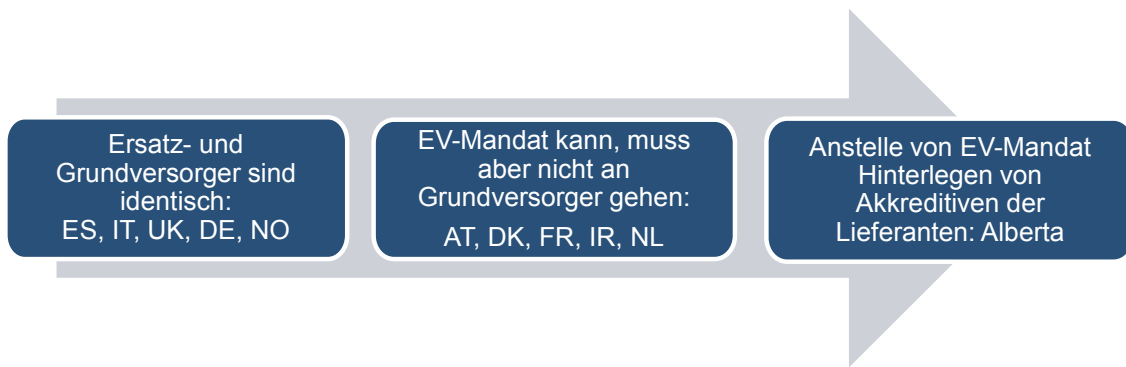 Ersatz- und
Grundversorger sind
identisch:
ES, IT, UK, DE, NO
EV-Mandat kann, muss
aber nicht an
Grundversorger gehen:
AT, DK, FR, IR, NL
Anstelle von EV-Mandat
Hinterlegen von
Akkreditiven der
Lieferanten: Alberta